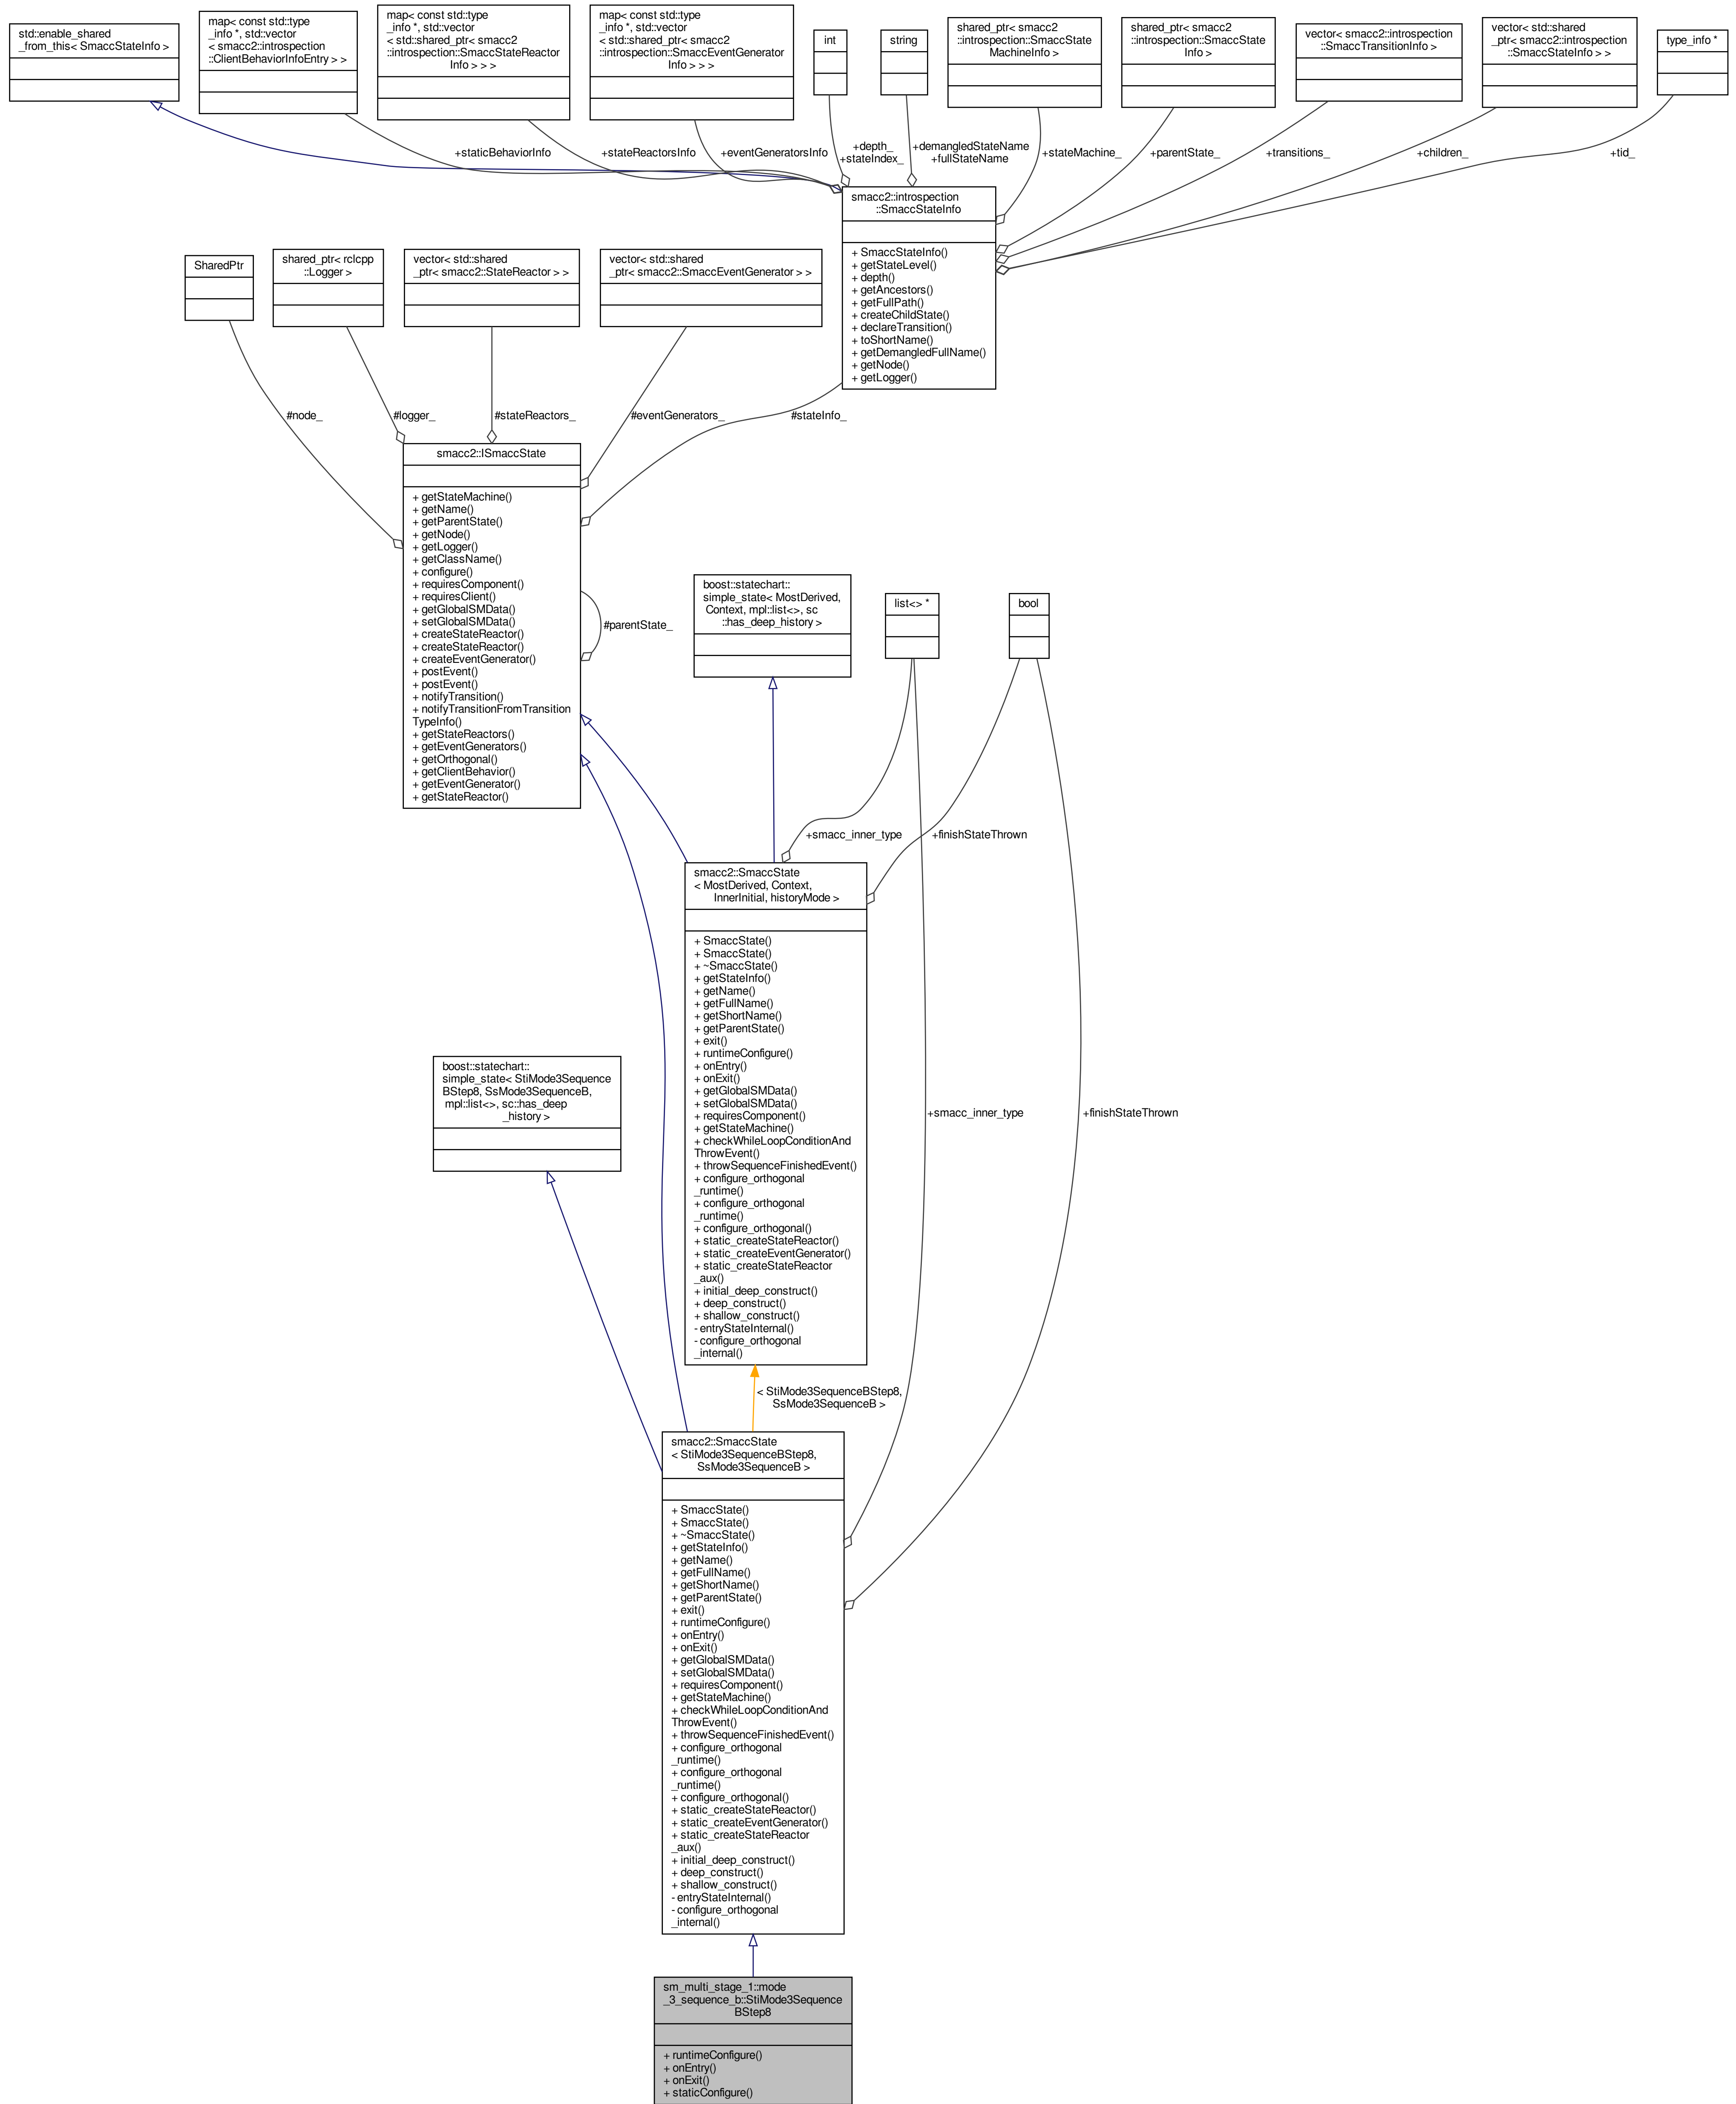 std::enable_shared
_from_this< SmaccStateInfo >
map< const std::type
_info *, std::vector
< smacc2::introspection
::ClientBehaviorInfoEntry > >
map< const std::type
_info *, std::vector
< std::shared_ptr< smacc2
::introspection::SmaccStateReactor
Info > > >
map< const std::type
_info *, std::vector
< std::shared_ptr< smacc2
::introspection::SmaccEventGenerator
Info > > >
int
string
shared_ptr< smacc2
::introspection::SmaccState
MachineInfo >
shared_ptr< smacc2
::introspection::SmaccState
Info >
vector< smacc2::introspection
::SmaccTransitionInfo >
vector< std::shared
_ptr< smacc2::introspection
::SmaccStateInfo > >
type_info *
+staticBehaviorInfo
+stateReactorsInfo
+eventGeneratorsInfo
+depth_
+stateIndex_
+demangledStateName
+fullStateName
+stateMachine_
+parentState_
+transitions_
+children_
+tid_
smacc2::introspection
::SmaccStateInfo
+ SmaccStateInfo()
+ getStateLevel()
+ depth()
+ getAncestors()
+ getFullPath()
+ createChildState()
+ declareTransition()
+ toShortName()
+ getDemangledFullName()
+ getNode()
+ getLogger()
SharedPtr
shared_ptr< rclcpp
::Logger >
vector< std::shared
_ptr< smacc2::StateReactor > >
vector< std::shared
_ptr< smacc2::SmaccEventGenerator > >
#node_
#logger_
#stateReactors_
#eventGenerators_
#stateInfo_
smacc2::ISmaccState
+ getStateMachine()
+ getName()
+ getParentState()
+ getNode()
+ getLogger()
+ getClassName()
+ configure()
+ requiresComponent()
+ requiresClient()
+ getGlobalSMData()
+ setGlobalSMData()
+ createStateReactor()
+ createStateReactor()
+ createEventGenerator()
+ postEvent()
+ postEvent()
+ notifyTransition()
+ notifyTransitionFromTransition
TypeInfo()
+ getStateReactors()
+ getEventGenerators()
+ getOrthogonal()
+ getClientBehavior()
+ getEventGenerator()
+ getStateReactor()
#parentState_
boost::statechart::
simple_state< MostDerived,
Context, mpl::list<>, sc
::has_deep_history >
list<> *
bool
+smacc_inner_type
+finishStateThrown
smacc2::SmaccState
< MostDerived, Context,
InnerInitial, historyMode >
+ SmaccState()
+ SmaccState()
+ ~SmaccState()
+ getStateInfo()
+ getName()
+ getFullName()
+ getShortName()
+ getParentState()
+ exit()
+ runtimeConfigure()
+ onEntry()
+ onExit()
+ getGlobalSMData()
+ setGlobalSMData()
+ requiresComponent()
+ getStateMachine()
+ checkWhileLoopConditionAnd
ThrowEvent()
+ throwSequenceFinishedEvent()
+ configure_orthogonal
_runtime()
+ configure_orthogonal
_runtime()
+ configure_orthogonal()
+ static_createStateReactor()
+ static_createEventGenerator()
+ static_createStateReactor
_aux()
+ initial_deep_construct()
+ deep_construct()
+ shallow_construct()
- entryStateInternal()
- configure_orthogonal
_internal()
boost::statechart::
simple_state< StiMode3Sequence
BStep8, SsMode3SequenceB,
mpl::list<>, sc::has_deep
_history >
+smacc_inner_type
+finishStateThrown
< StiMode3SequenceBStep8,
SsMode3SequenceB >
smacc2::SmaccState
< StiMode3SequenceBStep8,
SsMode3SequenceB >
+ SmaccState()
+ SmaccState()
+ ~SmaccState()
+ getStateInfo()
+ getName()
+ getFullName()
+ getShortName()
+ getParentState()
+ exit()
+ runtimeConfigure()
+ onEntry()
+ onExit()
+ getGlobalSMData()
+ setGlobalSMData()
+ requiresComponent()
+ getStateMachine()
+ checkWhileLoopConditionAnd
ThrowEvent()
+ throwSequenceFinishedEvent()
+ configure_orthogonal
_runtime()
+ configure_orthogonal
_runtime()
+ configure_orthogonal()
+ static_createStateReactor()
+ static_createEventGenerator()
+ static_createStateReactor
_aux()
+ initial_deep_construct()
+ deep_construct()
+ shallow_construct()
- entryStateInternal()
- configure_orthogonal
_internal()
sm_multi_stage_1::mode
_3_sequence_b::StiMode3Sequence
BStep8
+ runtimeConfigure()
+ onEntry()
+ onExit()
+ staticConfigure()